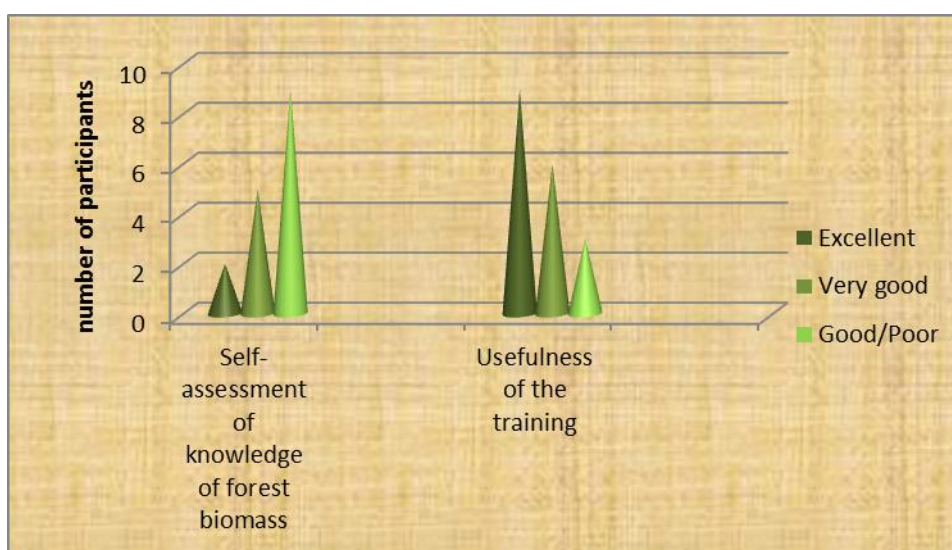 number of participants
10
8
6
4
2
0
Self-
assessment
of
knowledge
of forest
biomass
Usefulness
of the
training
Excellent
Very good
Good/Poor